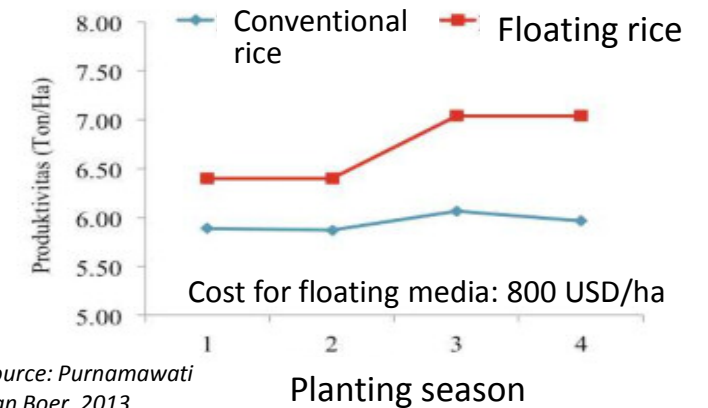 Conventional
rice
Floating rice
Produktivitas (Ton/Ha)
8.00
7.50
7.00
6.50
6.00
5.50
5.00
Cost for floating media: 800 USD/ha
1 2 3 4
Planting season
ource: Purnamawati
an Boer, 2013